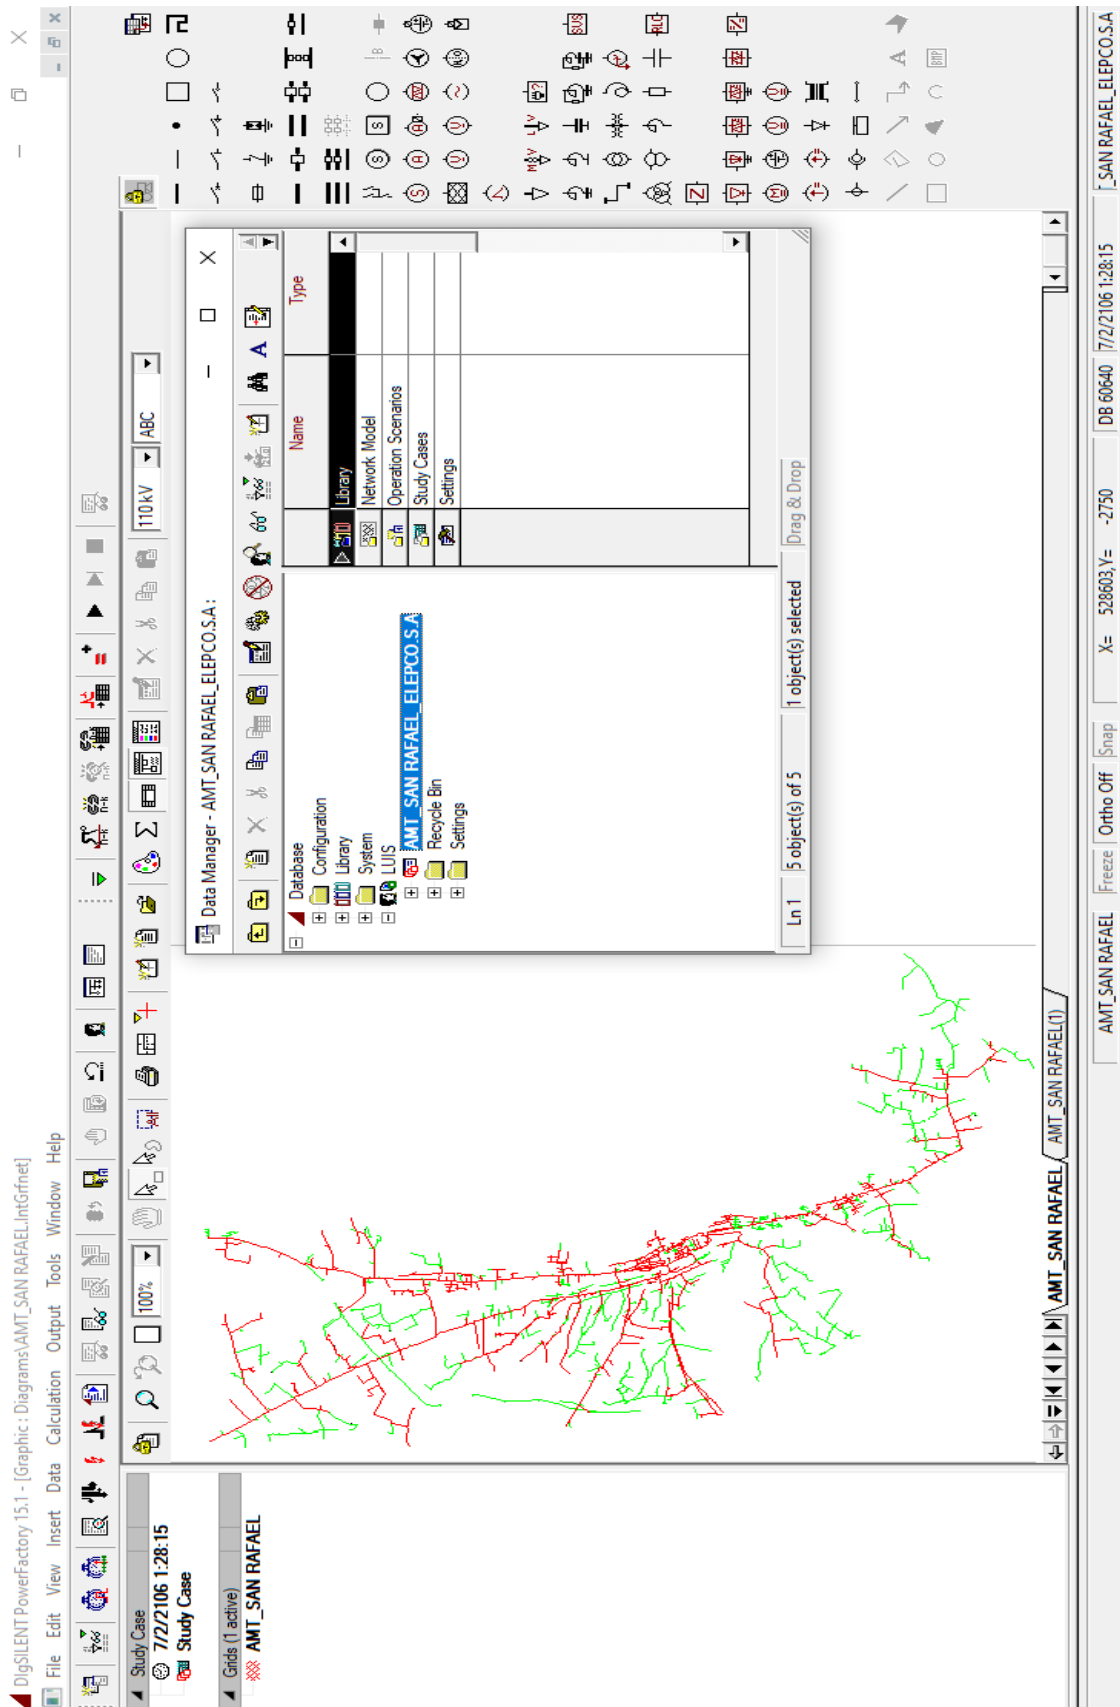 DIgSILENT PowerFactory 15.1 - [Graphic : Diagrams\AMT_SAN RAFAEL.IntGrfnet]
File Edit View Insert Data Calculation Output Tools Window Help
100%
110 kV
ABC
Study Case
7/2/2106 1:28:15
Study Case
Grids (1 active)
AMT_SAN RAFAEL
Data Manager - AMT_SAN RAFAEL_ELEPCO.S.A :
Database
Configuration
Library
System
LUIS
AMT_SAN RAFAEL_ELEPCO.S.A
Recycle Bin
Settings
Name Type
Library
Network Model
Operation Scenarios
Study Cases
Settings
Ln 1 5 object(s) of 5 1 object(s) selected Drag & Drop
AMT_SAN RAFAEL AMT_SAN RAFAEL(1)
AMT_SAN RAFAEL Freeze Ortho Off Snap X= 528603,Y= -2750 DB 60640 7/2/2106 1:28:15 _SAN RAFAEL_ELEPCO.S.A